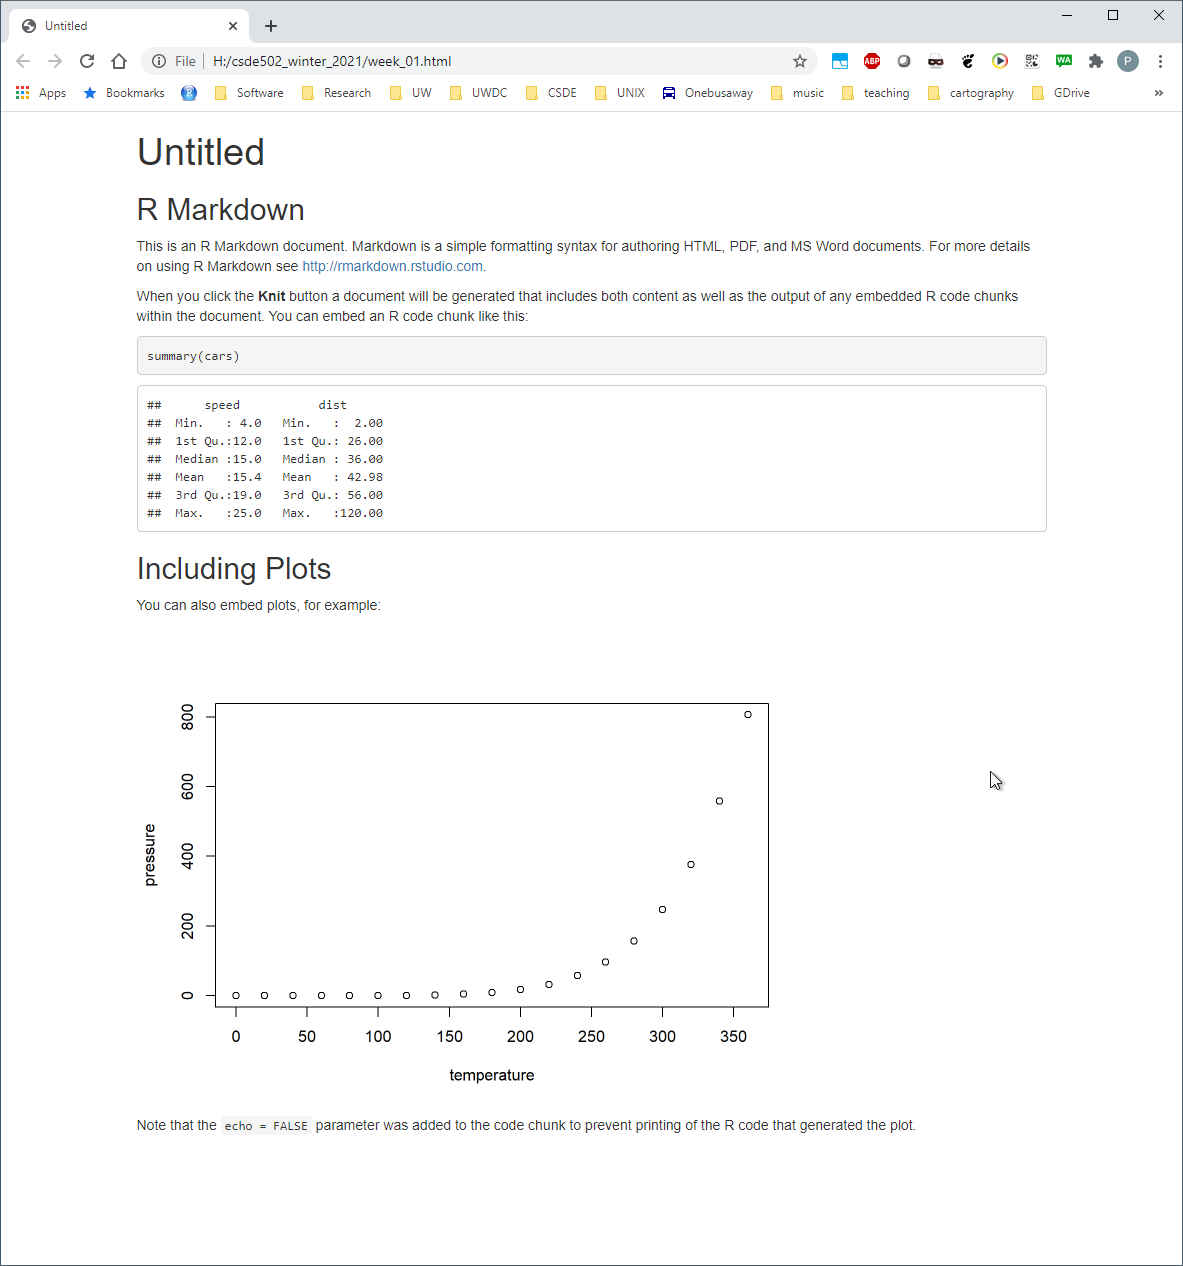 Untitled
File H:/csde502_winter_2021/week_01.html ABP WA P
Apps Bookmarks R Software Research UW UWDC CSDE UNIX Onebusaway music teaching cartography GDrive »
Untitled
R Markdown
This is an R Markdown document. Markdown is a simple formatting syntax for authoring HTML, PDF, and MS Word documents. For more details
on using R Markdown see http://rmarkdown.rstudio.com.
When you click the Knit button a document will be generated that includes both content as well as the output of any embedded R code chunks
within the document. You can embed an R code chunk like this:
summary(cars)
##      speed           dist
##  Min.   : 4.0   Min.   :  2.00
##  1st Qu.:12.0   1st Qu.: 26.00
##  Median :15.0   Median : 36.00
##  Mean   :15.4   Mean   : 42.98
##  3rd Qu.:19.0   3rd Qu.: 56.00
##  Max.   :25.0   Max.   :120.00
Including Plots
You can also embed plots, for example:
800
600
400
200
0
pressure
0 50 100 150 200 250 300 350
temperature
Note that the echo = FALSE parameter was added to the code chunk to prevent printing of the R code that generated the plot.